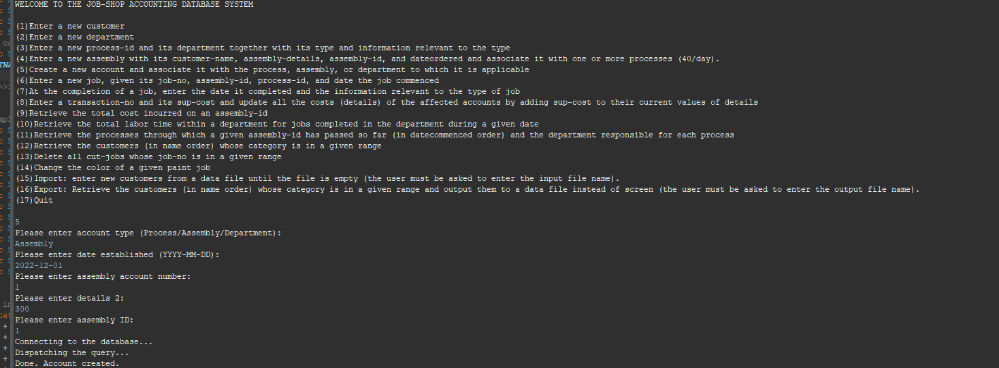 WELCOME TO THE JOB-SHOP ACCOUNTING DATABASE SYSTEM
(1)Enter a new customer
(2)Enter a new department
(3)Enter a new process-id and its department together with its type and information relevant to the type
(4)Enter a new assembly with its customer-name, assembly-details, assembly-id, and dateordered and associate it with one or more processes (40/day).
(5)Create a new account and associate it with the process, assembly, or department to which it is applicable
(6)Enter a new job, given its job-no, assembly-id, process-id, and date the job commenced
(7)At the completion of a job, enter the date it completed and the information relevant to the type of job
(8)Enter a transaction-no and its sup-cost and update all the costs (details) of the affected accounts by adding sup-cost to their current values of details
(9)Retrieve the total cost incurred on an assembly-id
(10)Retrieve the total labor time within a department for jobs completed in the department during a given date
(11)Retrieve the processes through which a given assembly-id has passed so far (in datecommenced order) and the department responsible for each process
(12)Retrieve the customers (in name order) whose category is in a given range
(13)Delete all cut-jobs whose job-no is in a given range
(14)Change the color of a given paint job
(15)Import: enter new customers from a data file until the file is empty (the user must be asked to enter the input file name).
(16)Export: Retrieve the customers (in name order) whose category is in a given range and output them to a data file instead of screen (the user must be asked to enter the output file name).
(17)Quit
5
Please enter account type (Process/Assembly/Department):
Assembly
Please enter date established (YYYY-MM-DD):
2022-12-01
Please enter assembly account number:
1
Please enter details 2:
300
Please enter assembly ID:
1
Connecting to the database...
Dispatching the query...
Done. Account created.